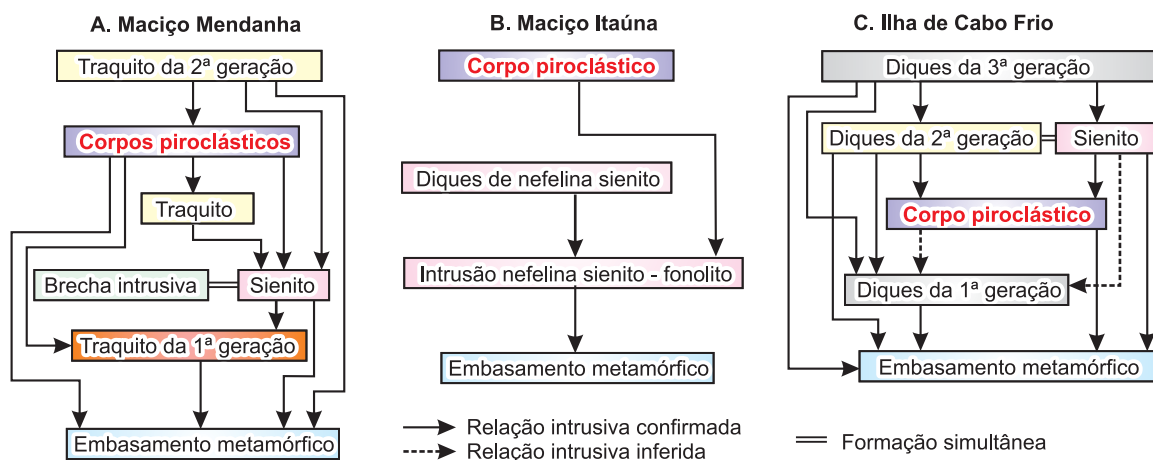 A. Maciço Mendanha
Traquito da 2ª geração
Corpos piroclásticos
Traquito
Brecha intrusiva
Sienito
Traquito da 1ª geração
Embasamento metamórfico
B. Maciço Itaúna
Corpo piroclástico
Diques de nefelina sienito
Intrusão nefelina sienito - fonolito
Embasamento metamórfico
C. Ilha de Cabo Frio
Diques da 3ª geração
Diques da 2ª geração
Sienito
Corpo piroclástico
Diques da 1ª geração
Embasamento metamórfico
Relação intrusiva confirmada
Relação intrusiva inferida
Formação simultânea